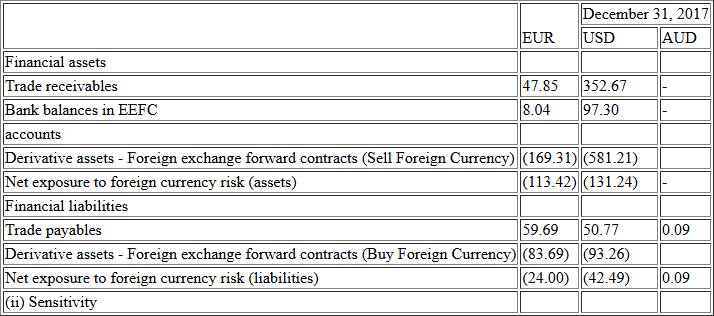 December 31, 2017
EUR USD AUD
Financial assets
Trade receivables 47.85 352.67 -
Bank balances in EEFC 8.04 97.30 -
accounts
Derivative assets - Foreign exchange forward contracts (Sell Foreign Currency) (169.31) (581.21)
Net exposure to foreign currency risk (assets) (113.42) (131.24) -
Financial liabilities
Trade payables 59.69 50.77 0.09
Derivative assets - Foreign exchange forward contracts (Buy Foreign Currency) (83.69) (93.26)
Net exposure to foreign currency risk (liabilities) (24.00) (42.49) 0.09
(ii) Sensitivity